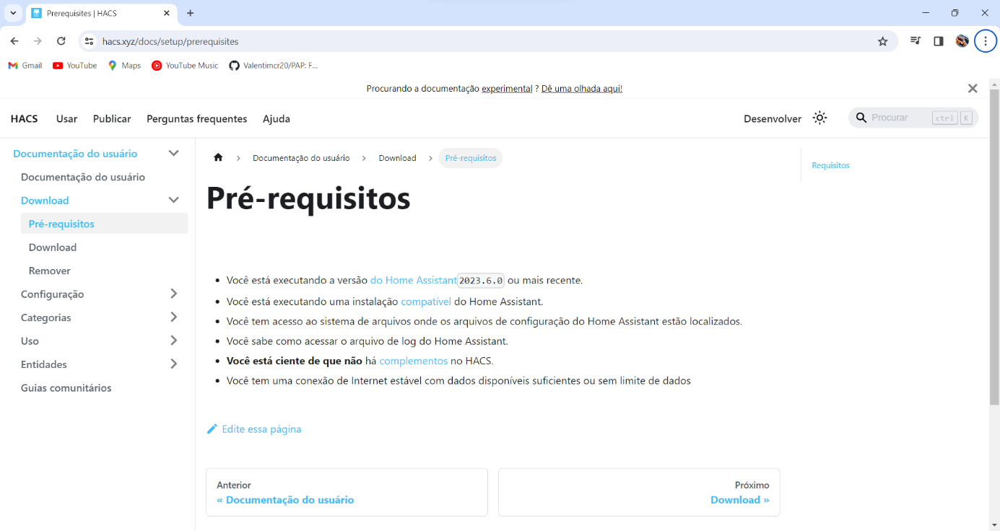 Prerequisites | HACS
hacs.xyz/docs/setup/prerequisites
Gmail
YouTube
Maps
YouTube Music
Valentimcr20/PAP: F...
Procurando a documentação experimental ? Dê uma olhada aqui!
HACS
Usar
Publicar
Perguntas frequentes
Ajuda
Desenvolver
Procurar
ctrl
K
Documentação do usuário
Documentação do usuário
Download
Pré-requisitos
Download
Remover
Configuração
Categorias
Uso
Entidades
Guias comunitários
Documentação do usuário
Download
Pré-requisitos
Pré-requisitos
Você está executando a versão do Home Assistant 2023.6.0 ou mais recente.
Você está executando uma instalação compatível do Home Assistant.
Você tem acesso ao sistema de arquivos onde os arquivos de configuração do Home Assistant estão localizados.
Você sabe como acessar o arquivo de log do Home Assistant.
Você está ciente de que não há complementos no HACS.
Você tem uma conexão de Internet estável com dados disponíveis suficientes ou sem limite de dados
Edite essa página
Anterior
« Documentação do usuário
Próximo
Download »
Requisitos